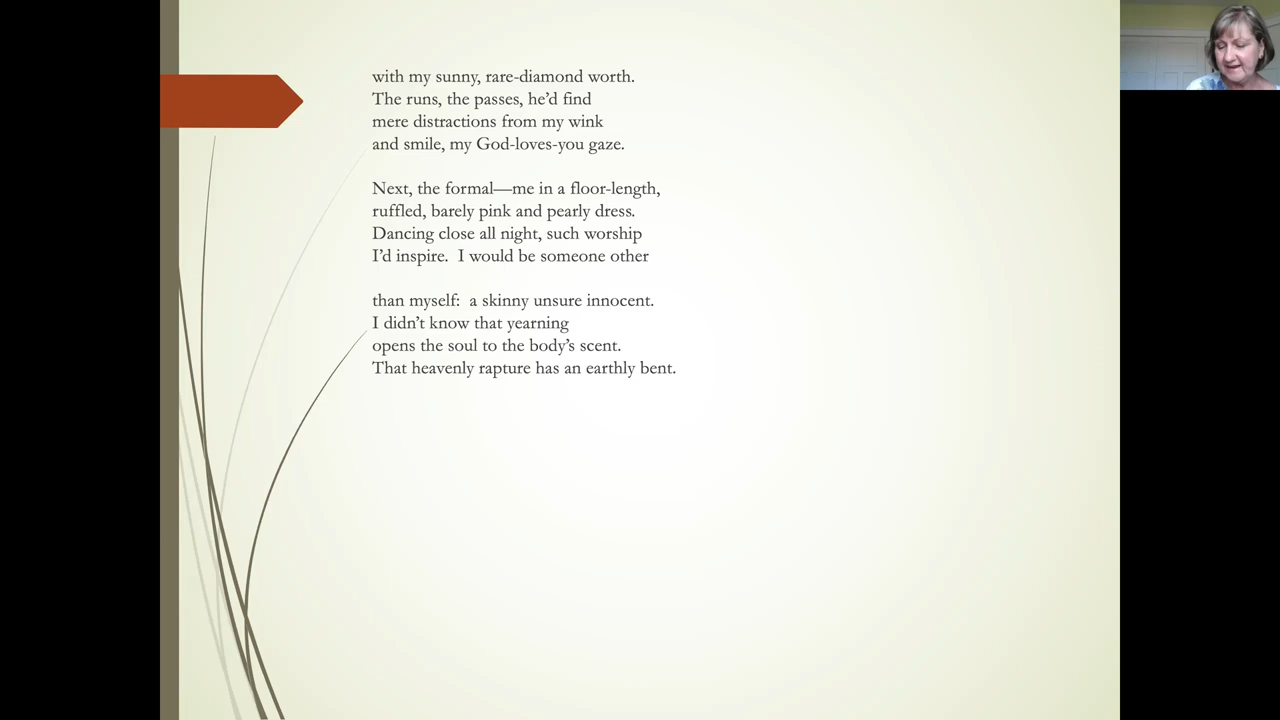 with my sunny, rare-diamond worth.
The runs, the passes, he’d find
mere distractions from my wink
and smile, my God-loves-you gaze.
Next, the formal—me in a floor-length,
ruffled, barely pink and pearly dress.
Dancing close all night, such worship
I’d inspire.  I would be someone other
than myself:  a skinny unsure innocent.
I didn’t know that yearning
opens the soul to the body’s scent.
That heavenly rapture has an earthly bent.